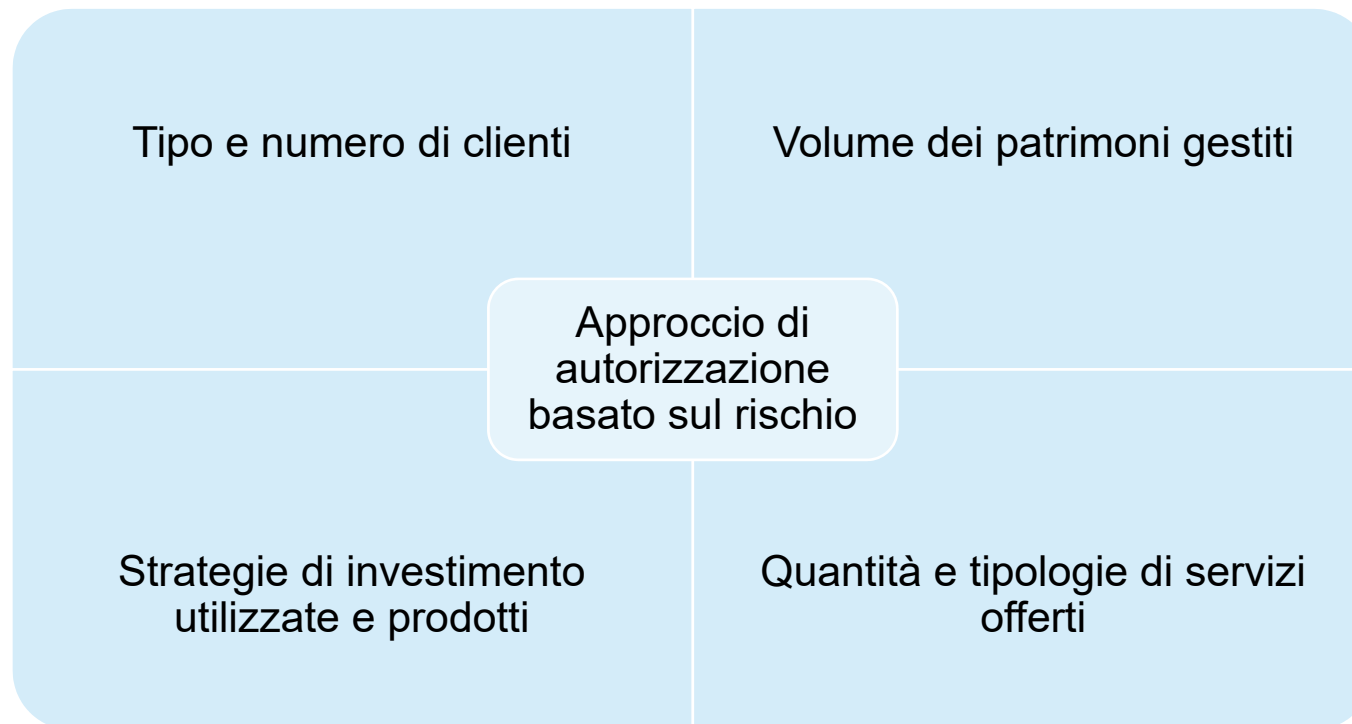 Tipo e numero di clienti
Volume dei patrimoni gestiti
Approccio di
autorizzazione
basato sul rischio
Strategie di investimento
utilizzate e prodotti
Quantità e tipologie di servizi
offerti